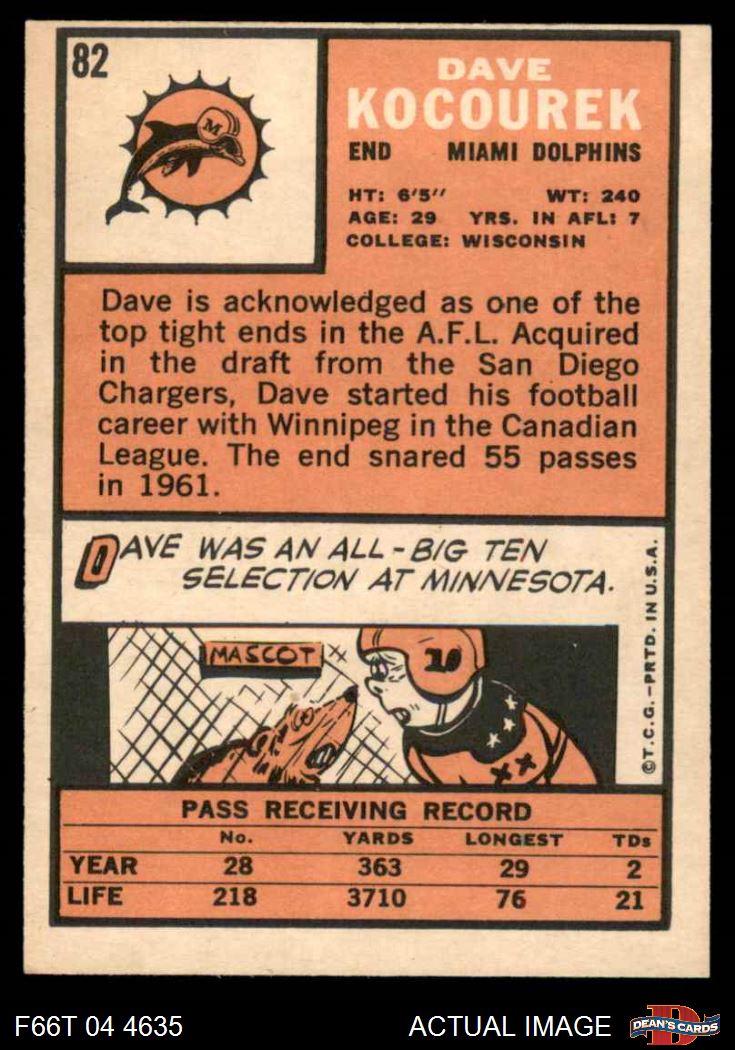 82
M
DAVE
KOCOUREK
END MIAMI DOLPHINS
HT: 6'5" WT: 240
AGE: 29 YRS. IN AFL: 7
COLLEGE: WISCONSIN
Dave is acknowledged as one of the
top tight ends in the A.F.L. Acquired
in the draft from the San Diego
Chargers, Dave started his football
career with Winnipeg in the Canadian
League. The end snared 55 passes
in 1961.
DAVE WAS AN ALL-BIG TEN
SELECTION AT MINNESOTA.
MASCOT
10
©T.C.G.-PRTD. IN U.S.A.
PASS RECEIVING RECORD
No. YARDS LONGEST TDs
YEAR 28 363 29 2
LIFE 218 3710 76 21
F66T 04 4635 ACTUAL IMAGE
D
DEAN'S CARDS